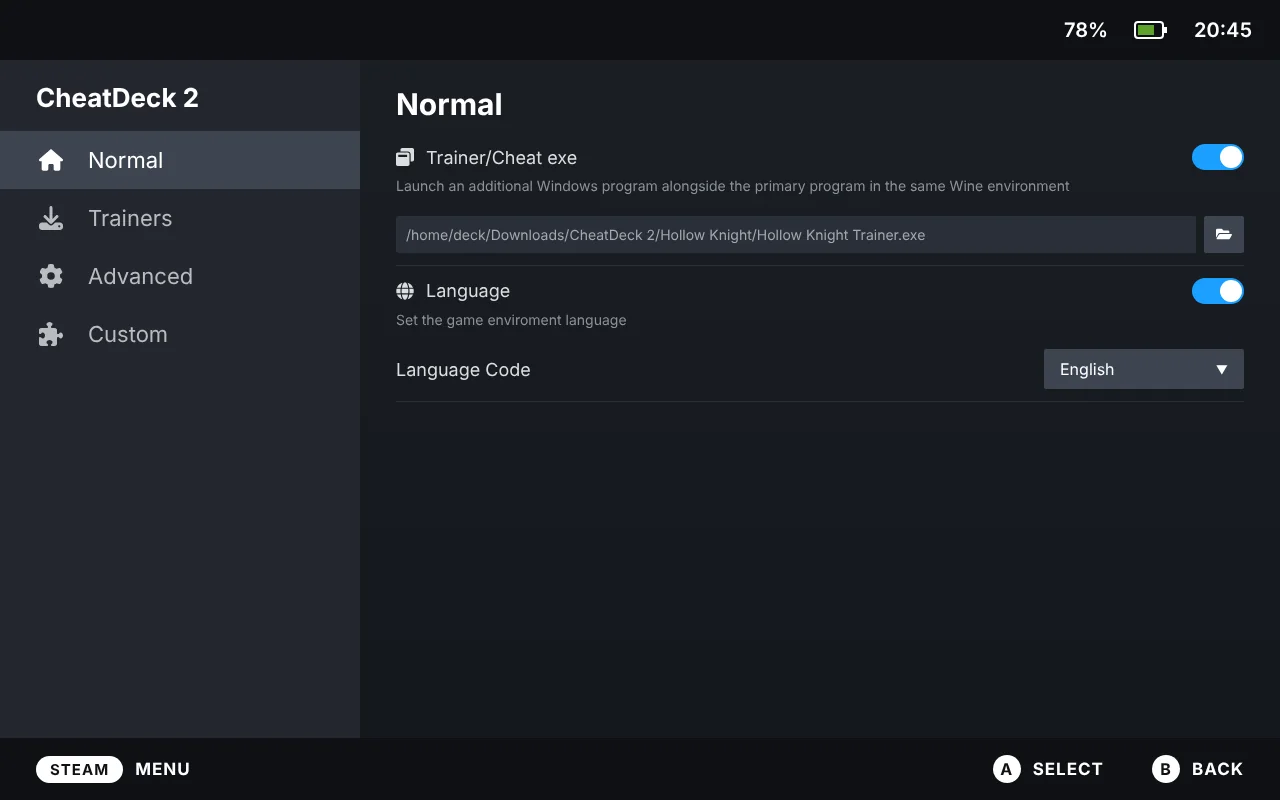 78% 20:45
CheatDeck 2
Normal
Trainers
Advanced
Custom
Normal
Trainer/Cheat exe
Launch an additional Windows program alongside the primary program in the same Wine environment
/home/deck/Downloads/CheatDeck 2/Hollow Knight/Hollow Knight Trainer.exe
Language
Set the game enviroment language
Language Code English
STEAM MENU A SELECT B BACK